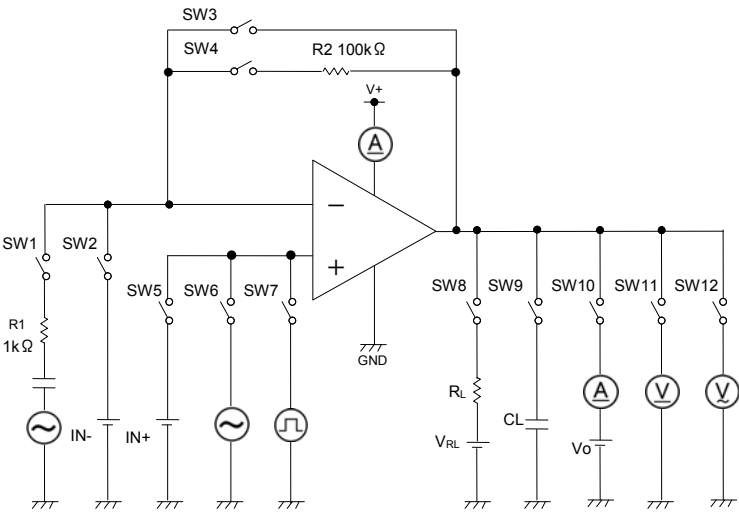 SW3
SW4
R2 100kΩ
V+
A
−
+
SW1
SW2
SW5
SW6
SW7
GND
SW8
SW9
SW10
SW11
SW12
R1
1kΩ
IN-
IN+
RL
VRL
CL
A
Vo
V
V